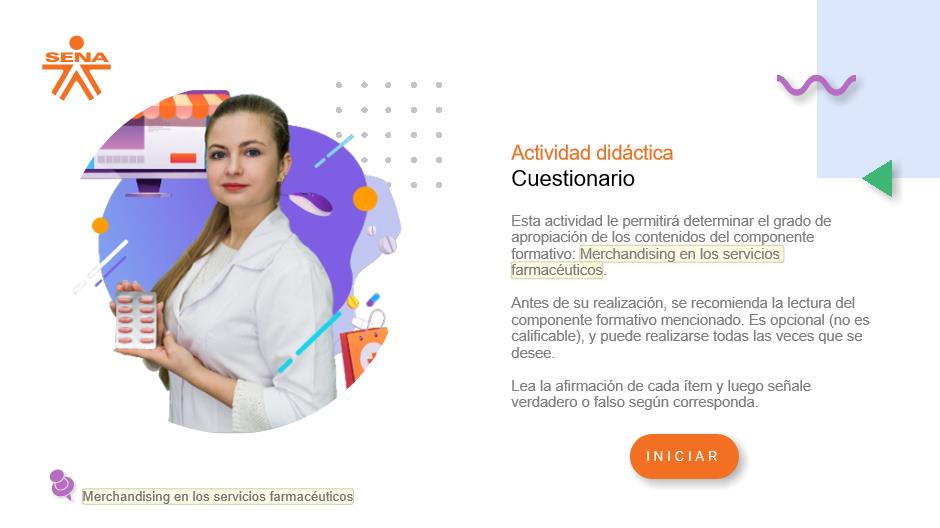 SENA
Actividad didáctica
Cuestionario
Esta actividad le permitirá determinar el grado de
apropiación de los contenidos del componente
formativo: Merchandising en los servicios
farmacéuticos.
Antes de su realización, se recomienda la lectura del
componente formativo mencionado. Es opcional (no es
calificable), y puede realizarse todas las veces que se
desee.
Lea la afirmación de cada ítem y luego señale
verdadero o falso según corresponda.
INICIAR
Merchandising en los servicios farmacéuticos